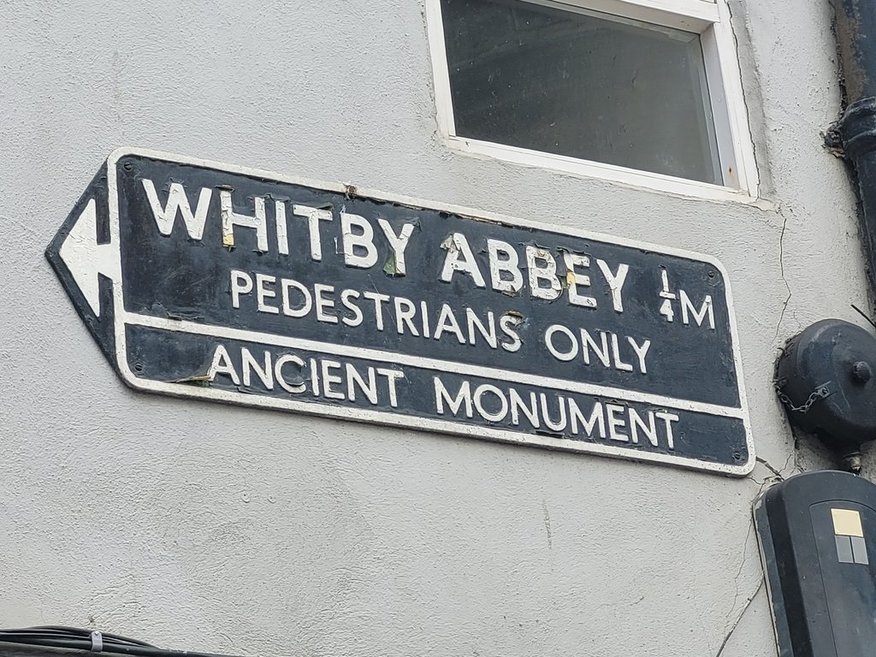 WHITBY ABBEY ¼M
PEDESTRIANS ONLY
ANCIENT MONUMENT